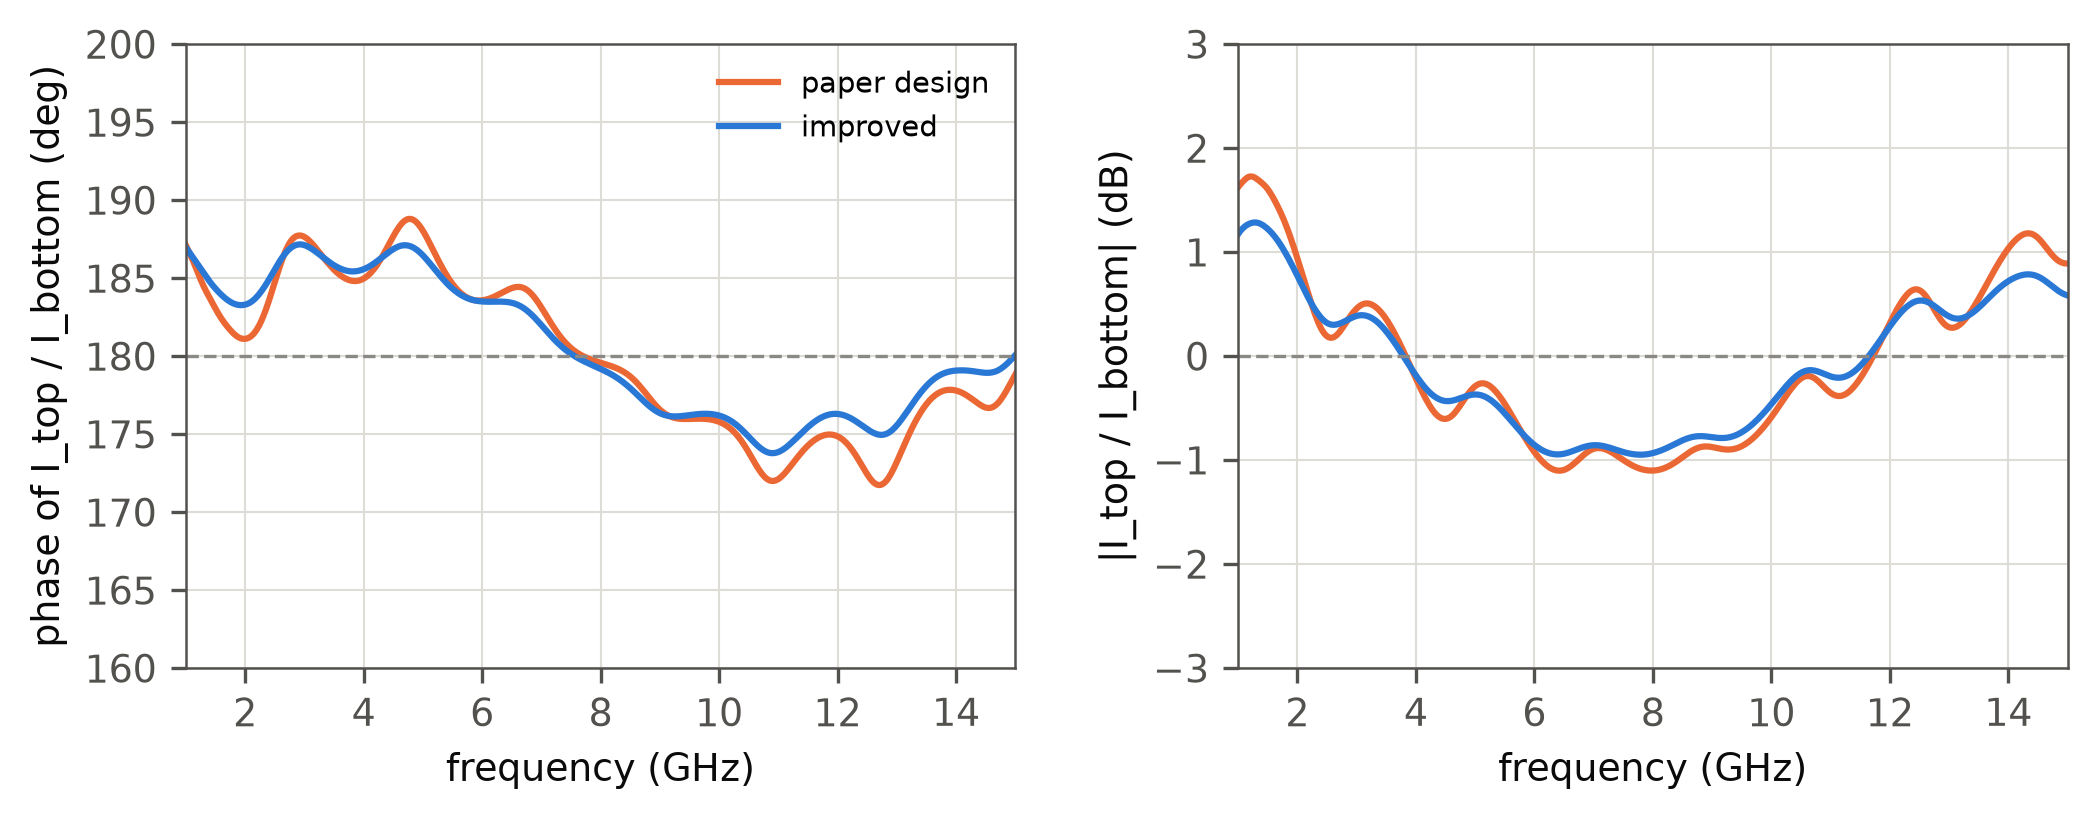 phase of I_top / I_bottom (deg)
200
195
190
185
180
175
170
165
160
2 4 6 8 10 12 14
frequency (GHz)
paper design
improved
|I_top / I_bottom| (dB)
3
2
1
0
−1
−2
−3
2 4 6 8 10 12 14
frequency (GHz)